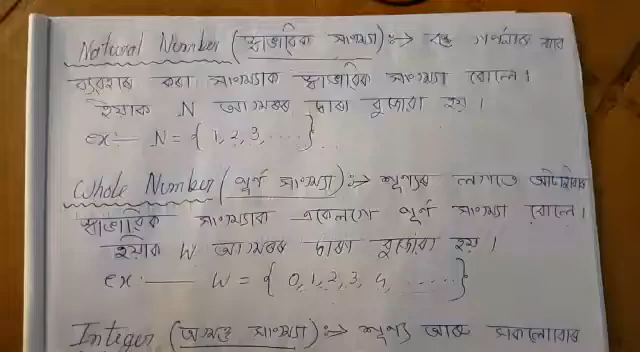 Natural Number (স্বাভাৱিক সংখ্যা) :→ বস্তু গণনাৰ বাবে
ব্যৱহাৰ কৰা সংখ্যাক স্বাভাৱিক সংখ্যা বোলে।
ইয়াক N আখৰৰ দ্বাৰা বুজোৱা হয়।
ex:— N = { 1, 2, 3, .....}
Whole Number (পূৰ্ণ সংখ্যা) :→ শূণ্যৰ লগতে আটাইবোৰ
স্বাভাৱিক সংখ্যাক একেলগে পূৰ্ণ সংখ্যা বোলে।
ইয়াক W আখৰৰ দ্বাৰা বুজোৱা হয়।
ex:— W = { 0, 1, 2, 3, 4, ......}
Integer (অখণ্ড সংখ্যা) :→ শূণ্য আৰু সকলোবোৰ